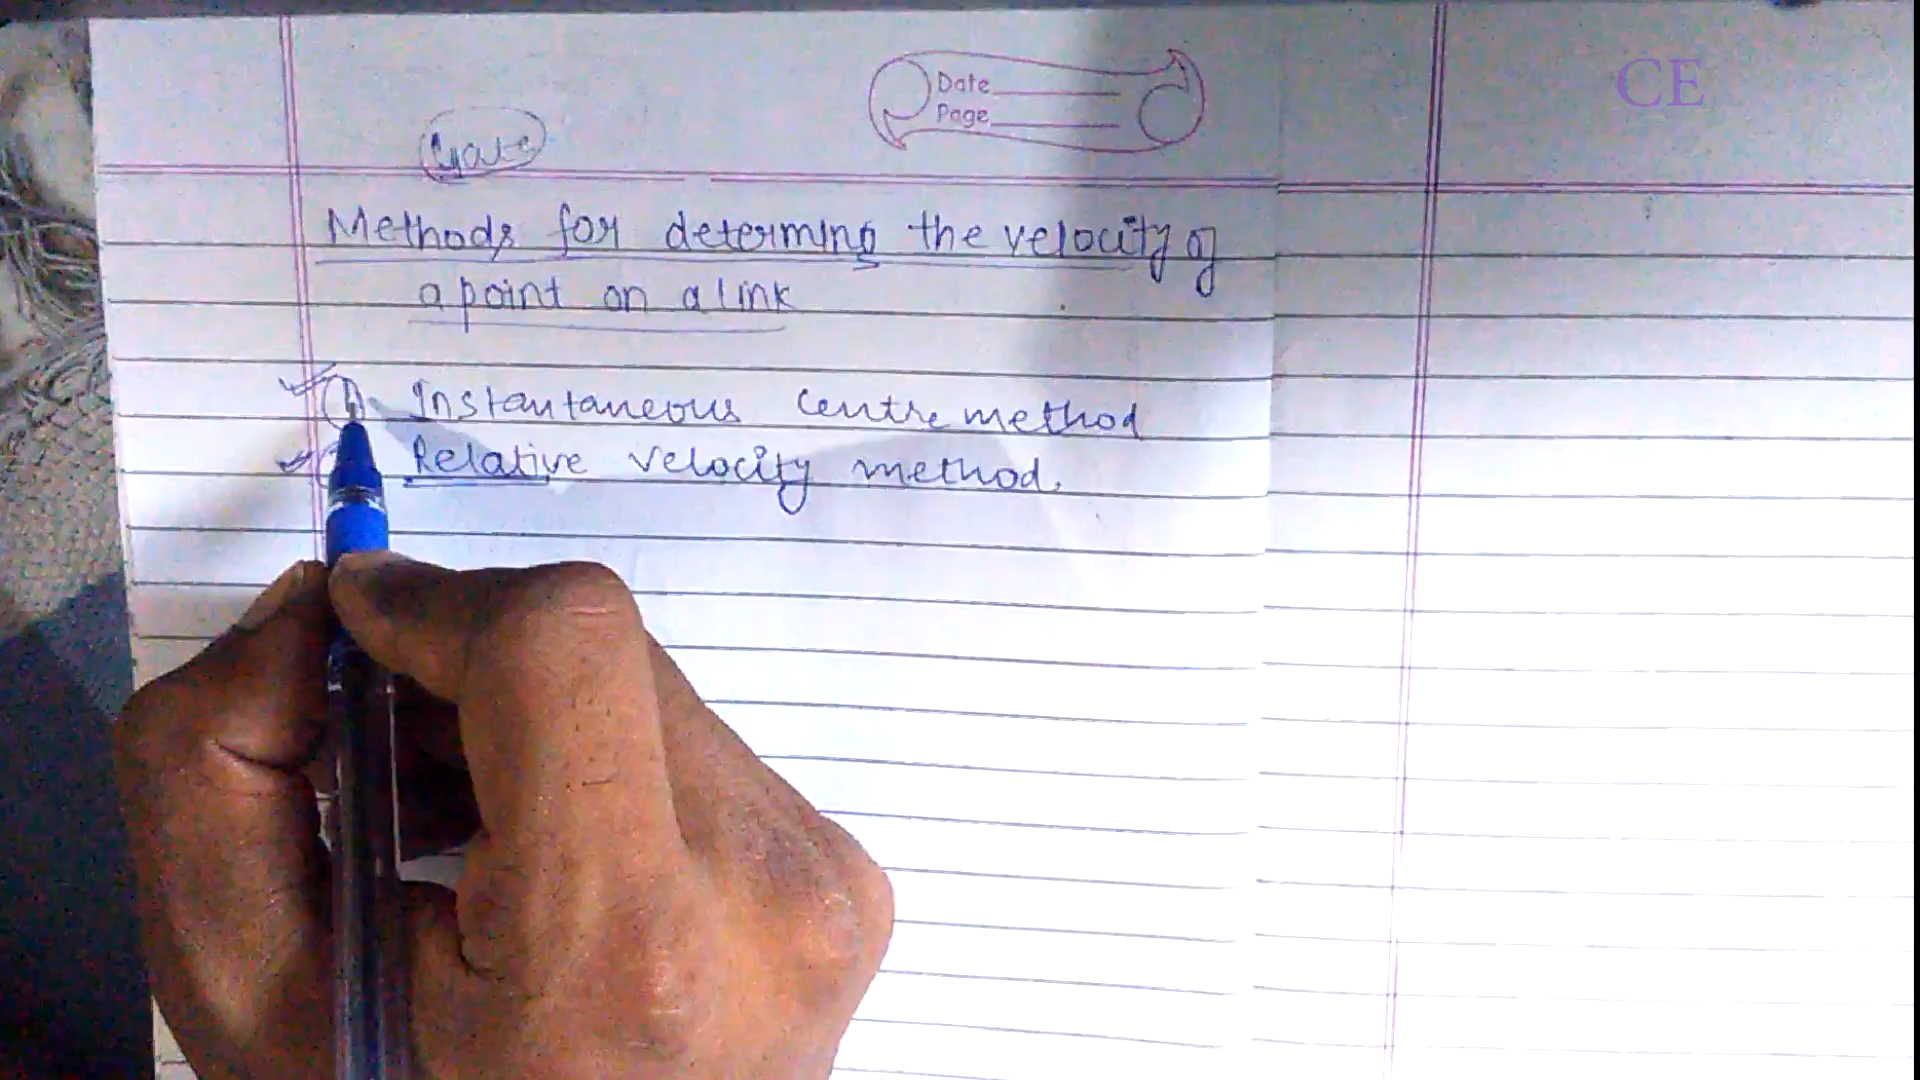 CE
Date
Page
Gate
Methods for determing the velocity of
a point on a link
Instantaneous centre method
Relative velocity method.